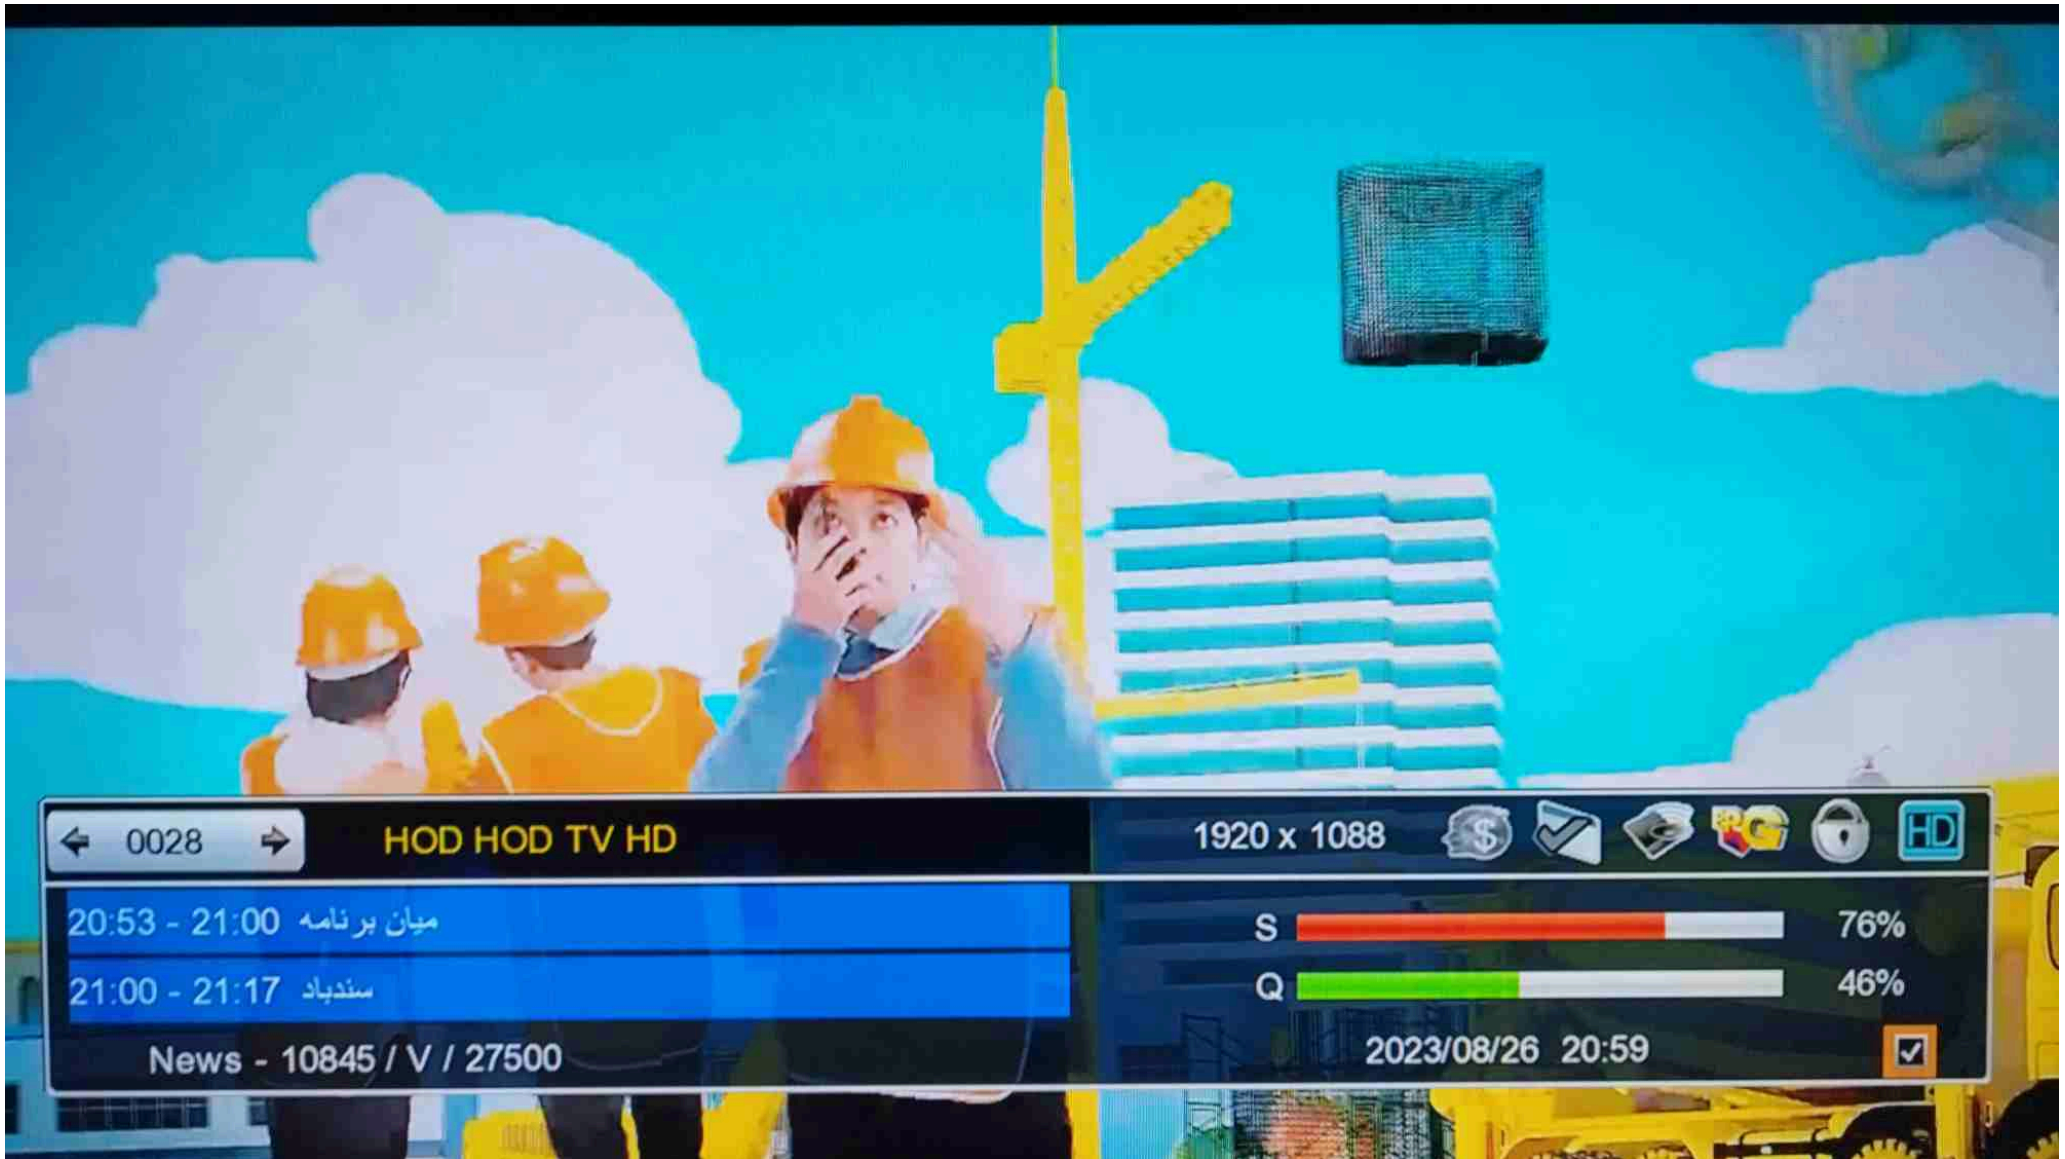 0028
HOD HOD TV HD
1920 x 1088
HD
20:53 - 21:00 میان برنامه
21:00 - 21:17 سندباد
News - 10845 / V / 27500
S 76%
Q 46%
2023/08/26 20:59